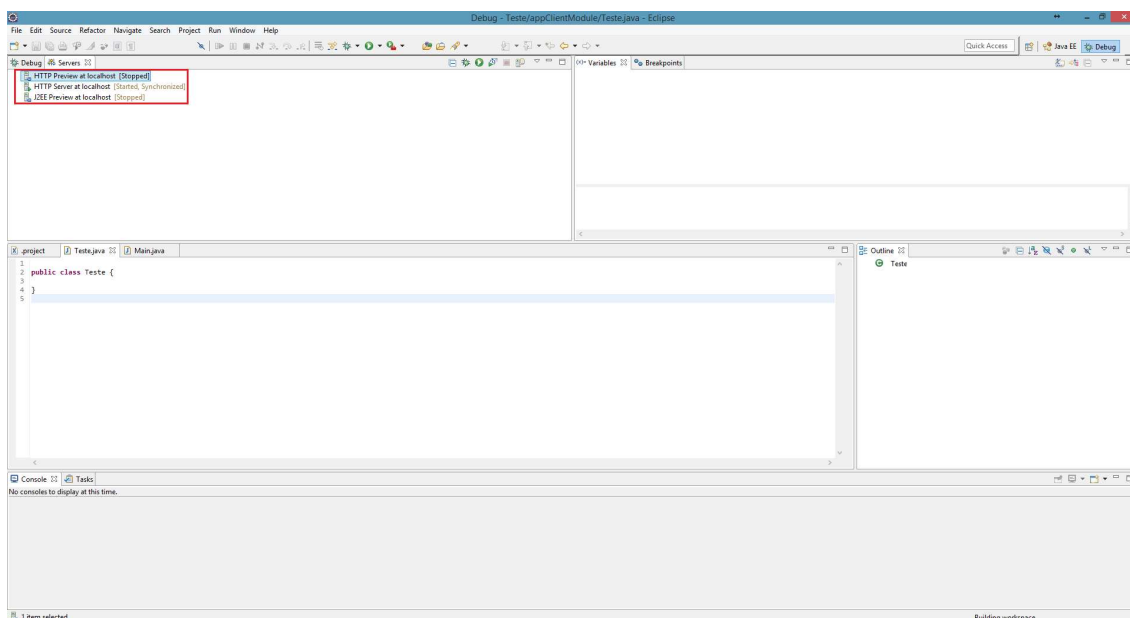 Debug - Teste/appClientModule/Teste.java - Eclipse
File Edit Source Refactor Navigate Search Project Run Window Help
Quick Access Java EE Debug
Debug Servers
HTTP Preview at localhost [Stopped]
HTTP Server at localhost [Started, Synchronized]
J2EE Preview at localhost [Stopped]
(x)= Variables Breakpoints
.project Teste.java Main.java
1
2 public class Teste {
3
4 }
5
Outline
Teste
Console Tasks
No consoles to display at this time.
1 item selected
Building workspace